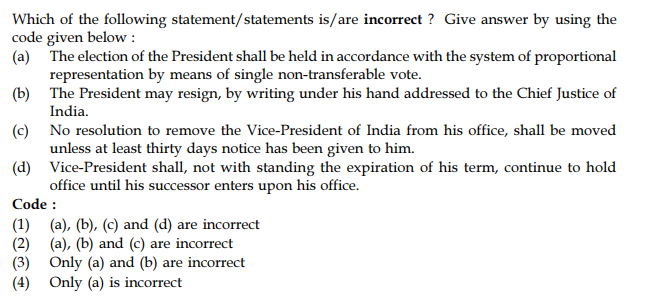 Which of the following statement/statements is/are incorrect ? Give answer by using the
code given below :
(a) The election of the President shall be held in accordance with the system of proportional
representation by means of single non-transferable vote.
(b) The President may resign, by writing under his hand addressed to the Chief Justice of
India.
(c) No resolution to remove the Vice-President of India from his office, shall be moved
unless at least thirty days notice has been given to him.
(d) Vice-President shall, not with standing the expiration of his term, continue to hold
office until his successor enters upon his office.
Code :
(1) (a), (b), (c) and (d) are incorrect
(2) (a), (b) and (c) are incorrect
(3) Only (a) and (b) are incorrect
(4) Only (a) is incorrect